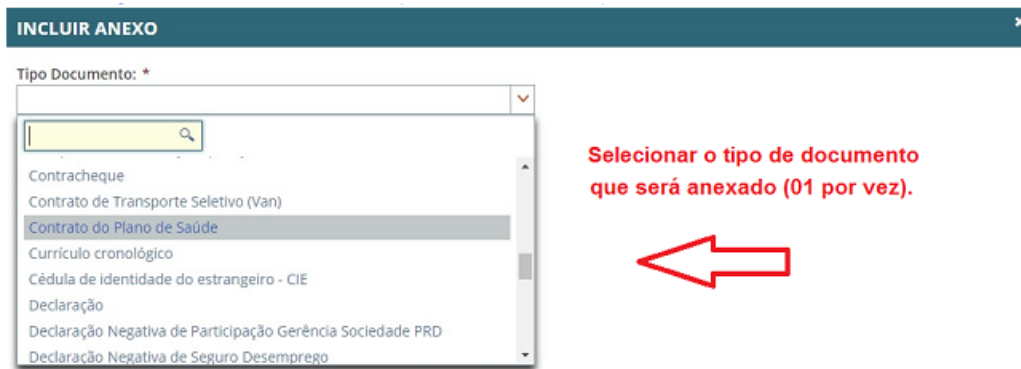 INCLUIR ANEXO
Tipo Documento: *
Contracheque
Contrato de Transporte Seletivo (Van)
Contrato do Plano de Saúde
Currículo cronológico
Cédula de identidade do estrangeiro - CIE
Declaração
Declaração Negativa de Participação Gerência Sociedade PRD
Declaração Negativa de Seguro Desemprego
Selecionar o tipo de documento
que será anexado (01 por vez).